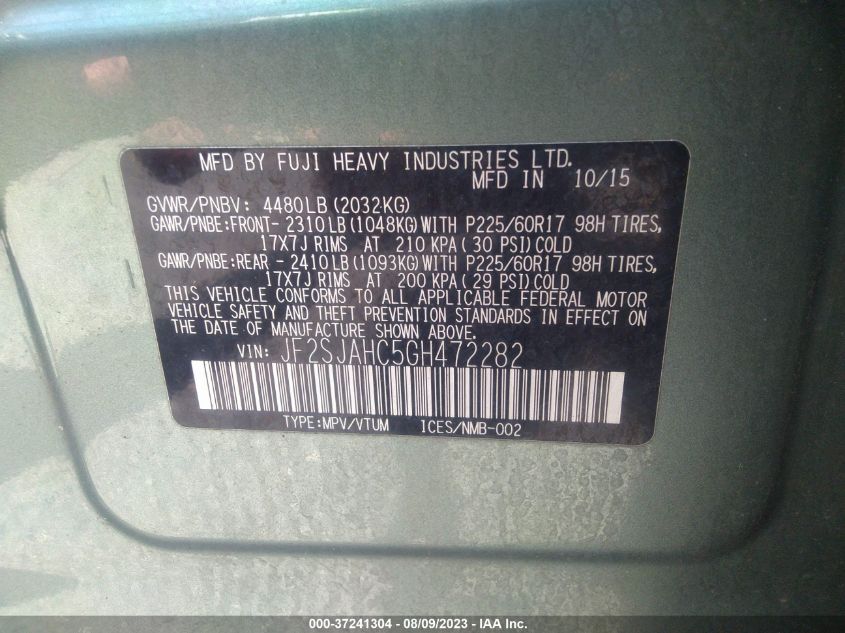 MFD BY FUJI HEAVY INDUSTRIES LTD.
MFD IN 10/15
GVWR/PNBV: 4480LB (2032KG)
GAWR/PNBE:FRONT- 2310LB(1048KG)WITH P225/60R17 98H TIRES,
17X7J RIMS AT 210 KPA( 30 PSI)COLD
GAWR/PNBE:REAR - 2410LB(1093KG)WITH P225/60R17 98H TIRES,
17X7J RIMS AT 200 KPA( 29 PSI)COLD
THIS VEHICLE CONFORMS TO ALL APPLICABLE FEDERAL MOTOR
VEHICLE SAFETY AND THEFT PREVENTION STANDARDS IN EFFECT ON
THE DATE OF MANUFACTURE SHOWN ABOVE.
VIN: JF2SJAHC5GH472282
TYPE:MPV/VTUM ICES/NMB-002
000-37241304 - 08/09/2023 - IAA Inc.